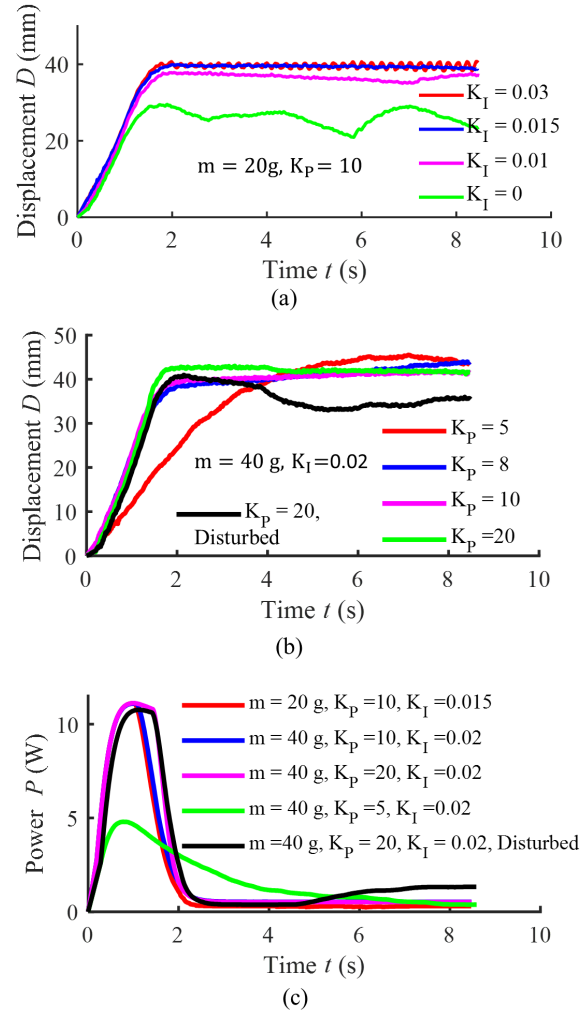 Displacement D (mm)
40
20
0
K_I = 0.03
K_I = 0.015
K_I = 0.01
K_I = 0
m = 20g, K_P = 10
0 2 4 6 8 10
Time t (s)
(a)
Displacement D (mm)
50
40
30
20
10
0
m = 40 g, K_I=0.02
K_P = 5
K_P = 8
K_P = 10
K_P =20
K_P = 20,
Disturbed
0 2 4 6 8 10
Time t (s)
(b)
Power P (W)
10
5
0
m = 20 g, K_P =10, K_I =0.015
m = 40 g, K_P =10, K_I =0.02
m = 40 g, K_P =20, K_I =0.02
m = 40 g, K_P =5, K_I =0.02
m =40 g, K_P = 20, K_I = 0.02, Disturbed
0 2 4 6 8 10
Time t (s)
(c)